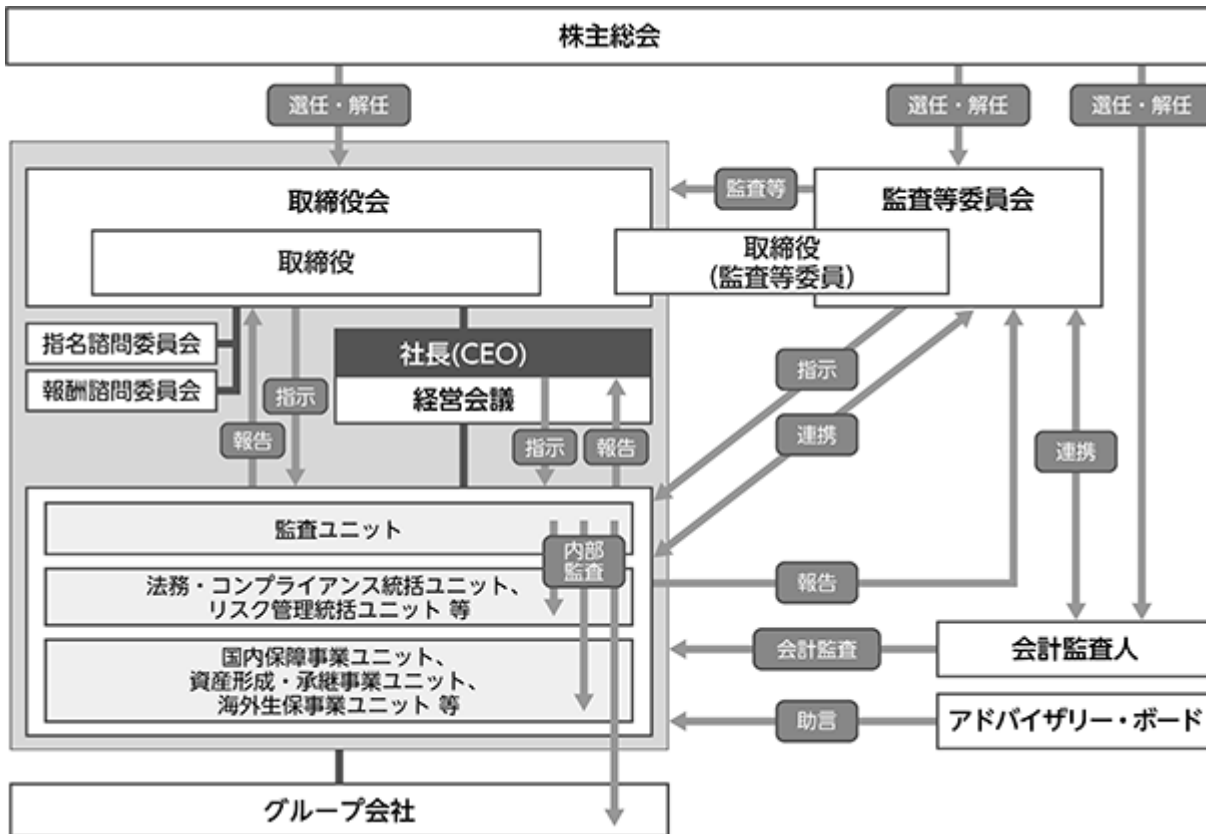 株主総会
選任・解任
選任・解任
選任・解任
取締役会
監査等
監査等委員会
取締役
取締役
(監査等委員)
指名諮問委員会
報酬諮問委員会
社長(CEO)
経営会議
指示
報告
指示
報告
指示
連携
連携
監査ユニット
内部
監査
法務・コンプライアンス統括ユニット、
リスク管理統括ユニット 等
報告
国内保障事業ユニット、
資産形成・承継事業ユニット、
海外生保事業ユニット 等
会計監査
会計監査人
助言
アドバイザリー・ボード
グループ会社